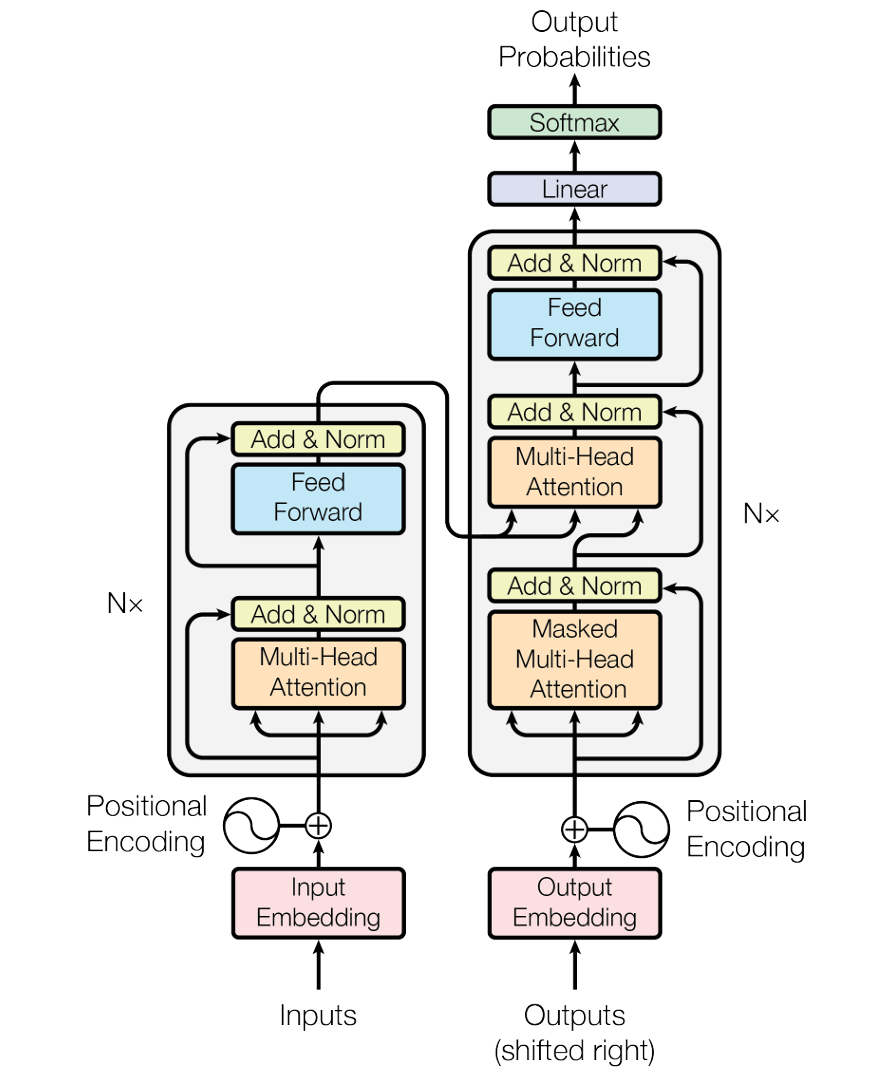 Output
Probabilities
Softmax
Linear
Add & Norm
Feed
Forward
Add & Norm
Multi-Head
Attention
Add & Norm
Masked
Multi-Head
Attention
N×
Add & Norm
Feed
Forward
Add & Norm
Multi-Head
Attention
N×
Positional
Encoding
Positional
Encoding
Input
Embedding
Output
Embedding
Inputs
Outputs
(shifted right)